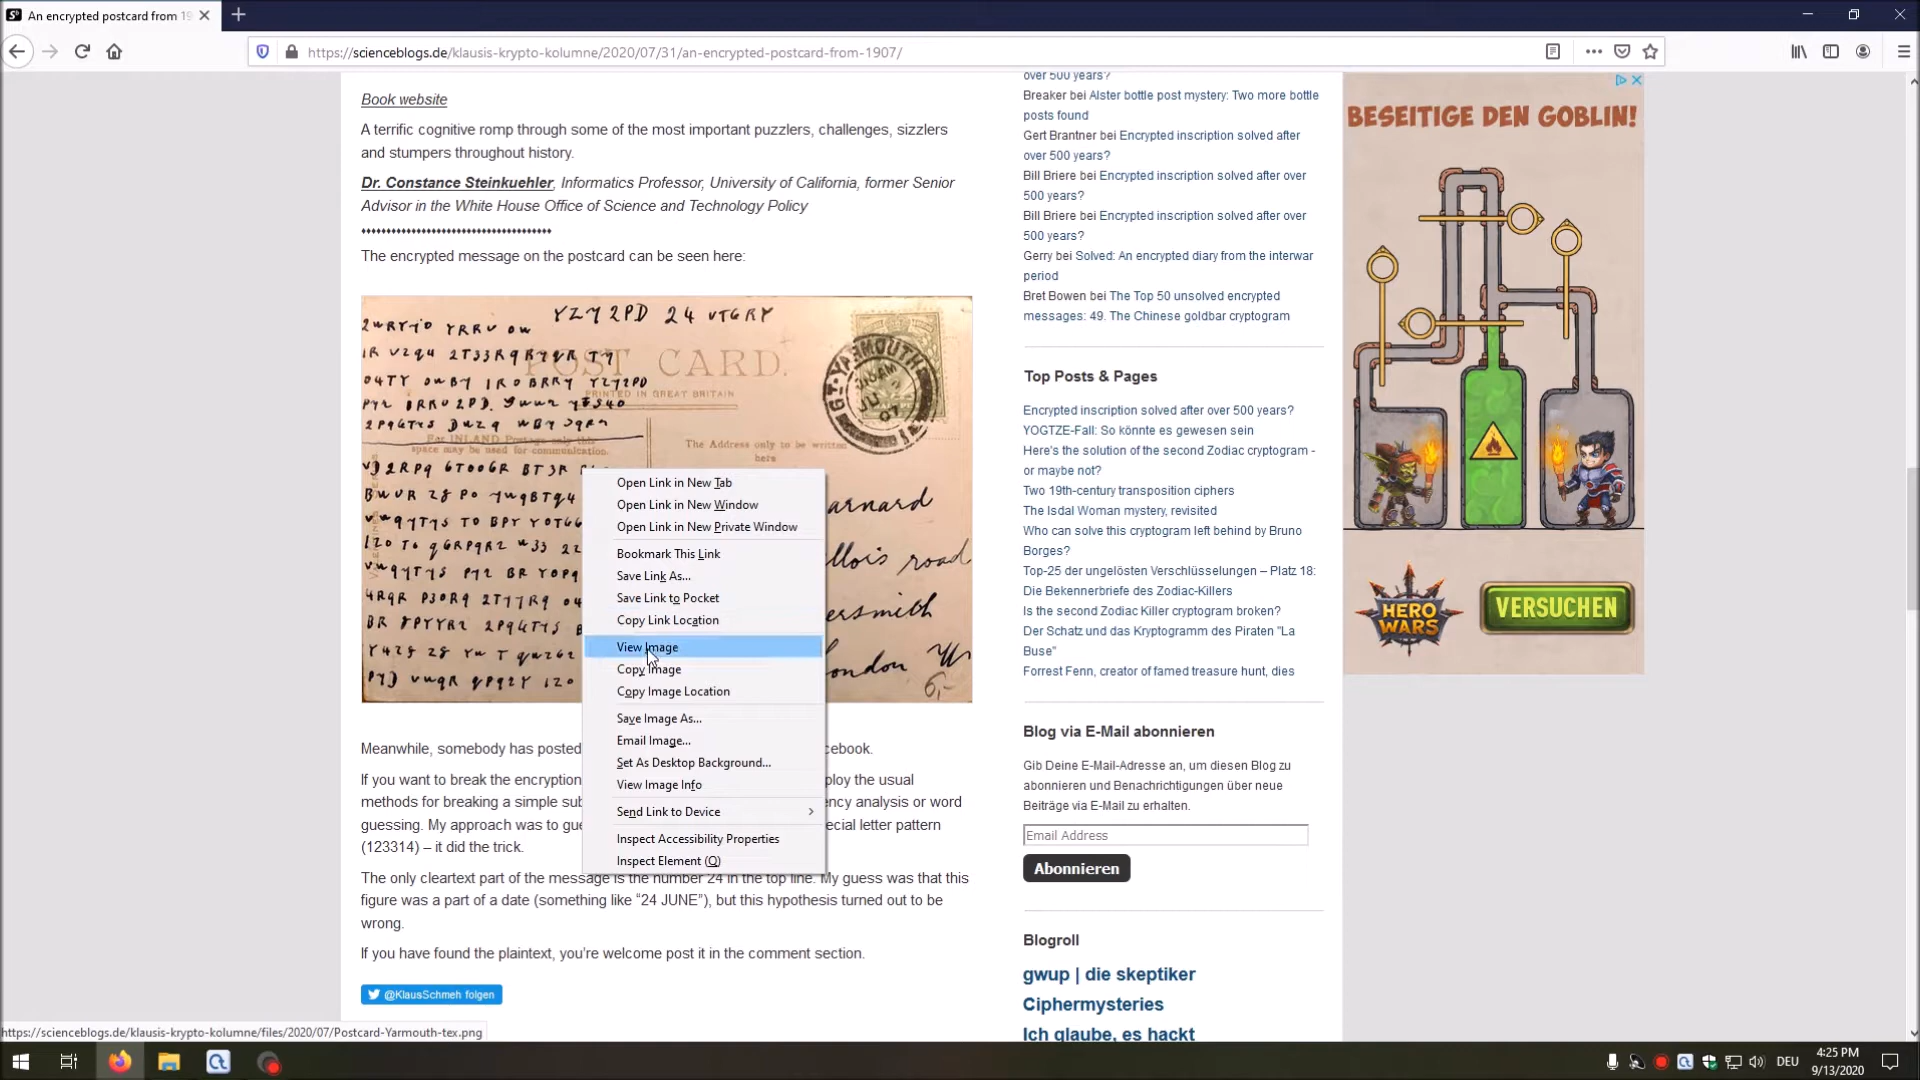 An encrypted postcard from 19
https://scienceblogs.de/klausis-krypto-kolumne/2020/07/31/an-encrypted-postcard-from-1907/
Book website
A terrific cognitive romp through some of the most important puzzlers, challenges, sizzlers
and stumpers throughout history.
Dr. Constance Steinkuehler, Informatics Professor, University of California, former Senior
Advisor in the White House Office of Science and Technology Policy
The encrypted message on the postcard can be seen here:
YZY2PD 24 VTGRY
POST CARD.
PRINTED IN GREAT BRITAIN
For INLAND Postage only this
space may be used for communication.
The Address only to be written
here
GT. YARMOUTH
Open Link in New Tab
Open Link in New Window
Open Link in New Private Window
Bookmark This Link
Save Link As...
Save Link to Pocket
Copy Link Location
View Image
Copy Image
Copy Image Location
Save Image As...
Email Image...
Set As Desktop Background...
View Image Info
Send Link to Device
Inspect Accessibility Properties
Inspect Element (Q)
Meanwhile, somebody has posted
If you want to break the encryption ploy the usual
methods for breaking a simple sub ency analysis or word
guessing. My approach was to gue ecial letter pattern
(123314) – it did the trick.
The only cleartext part of the message is the number 24 in the top line. My guess was that this
figure was a part of a date (something like “24 JUNE”), but this hypothesis turned out to be
wrong.
If you have found the plaintext, you’re welcome post it in the comment section.
@KlausSchmeh folgen
https://scienceblogs.de/klausis-krypto-kolumne/files/2020/07/Postcard-Yarmouth-tex.png
over 500 years?
Breaker bei Alster bottle post mystery: Two more bottle
posts found
Gert Brantner bei Encrypted inscription solved after
over 500 years?
Bill Briere bei Encrypted inscription solved after over
500 years?
Bill Briere bei Encrypted inscription solved after over
500 years?
Gerry bei Solved: An encrypted diary from the interwar
period
Bret Bowen bei The Top 50 unsolved encrypted
messages: 49. The Chinese goldbar cryptogram
Top Posts & Pages
Encrypted inscription solved after over 500 years?
YOGTZE-Fall: So könnte es gewesen sein
Here's the solution of the second Zodiac cryptogram -
or maybe not?
Two 19th-century transposition ciphers
The Isdal Woman mystery, revisited
Who can solve this cryptogram left behind by Bruno
Borges?
Top-25 der ungelösten Verschlüsselungen – Platz 18:
Die Bekennerbriefe des Zodiac-Killers
Is the second Zodiac Killer cryptogram broken?
Der Schatz und das Kryptogramm des Piraten "La
Buse"
Forrest Fenn, creator of famed treasure hunt, dies
Blog via E-Mail abonnieren
Gib Deine E-Mail-Adresse an, um diesen Blog zu
abonnieren und Benachrichtigungen über neue
Beiträge via E-Mail zu erhalten.
Email Address
Abonnieren
Blogroll
gwup | die skeptiker
Ciphermysteries
Ich glaube, es hackt
BESEITIGE DEN GOBLIN!
HERO
WARS
VERSUCHEN
DEU
4:25 PM
9/13/2020